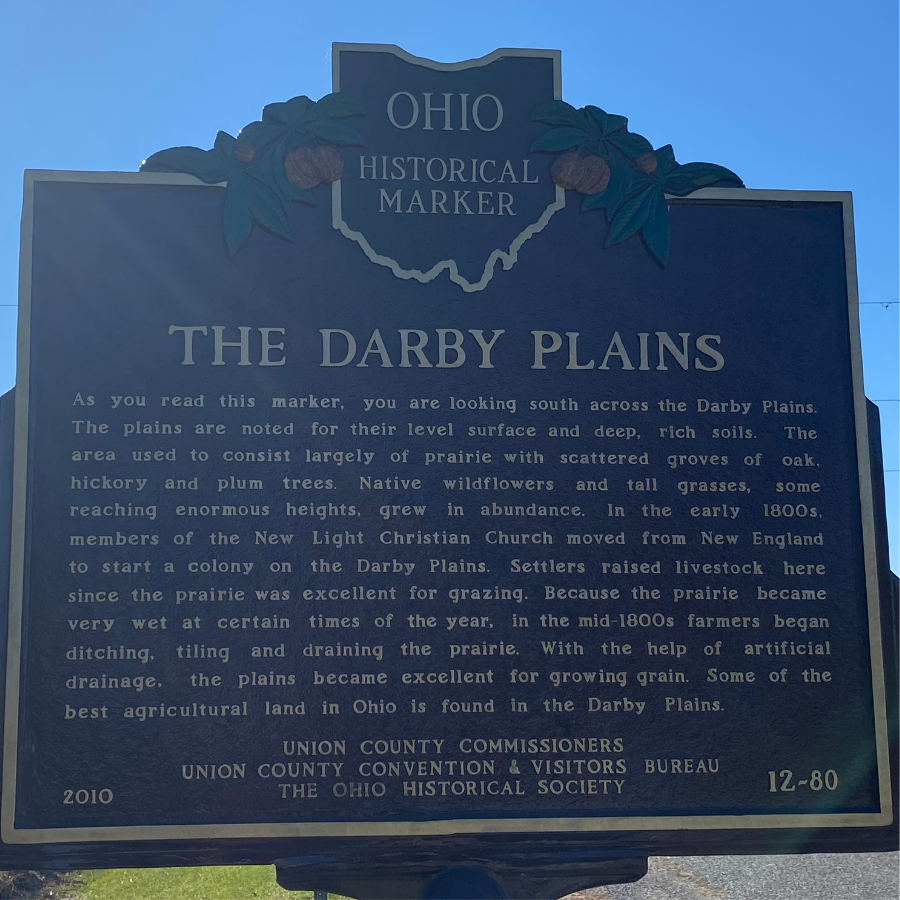 OHIO
HISTORICAL
MARKER
THE DARBY PLAINS
As you read this marker, you are looking south across the Darby Plains.
The plains are noted for their level surface and deep, rich soils. The
area used to consist largely of prairie with scattered groves of oak,
hickory and plum trees. Native wildflowers and tall grasses, some
reaching enormous heights, grew in abundance. In the early 1800s,
members of the New Light Christian Church moved from New England
to start a colony on the Darby Plains. Settlers raised livestock here
since the prairie was excellent for grazing. Because the prairie became
very wet at certain times of the year, in the mid-1800s farmers began
ditching, tiling and draining the prairie. With the help of artificial
drainage, the plains became excellent for growing grain. Some of the
best agricultural land in Ohio is found in the Darby Plains.
UNION COUNTY COMMISSIONERS
UNION COUNTY CONVENTION & VISITORS BUREAU
THE OHIO HISTORICAL SOCIETY
2010
12-80